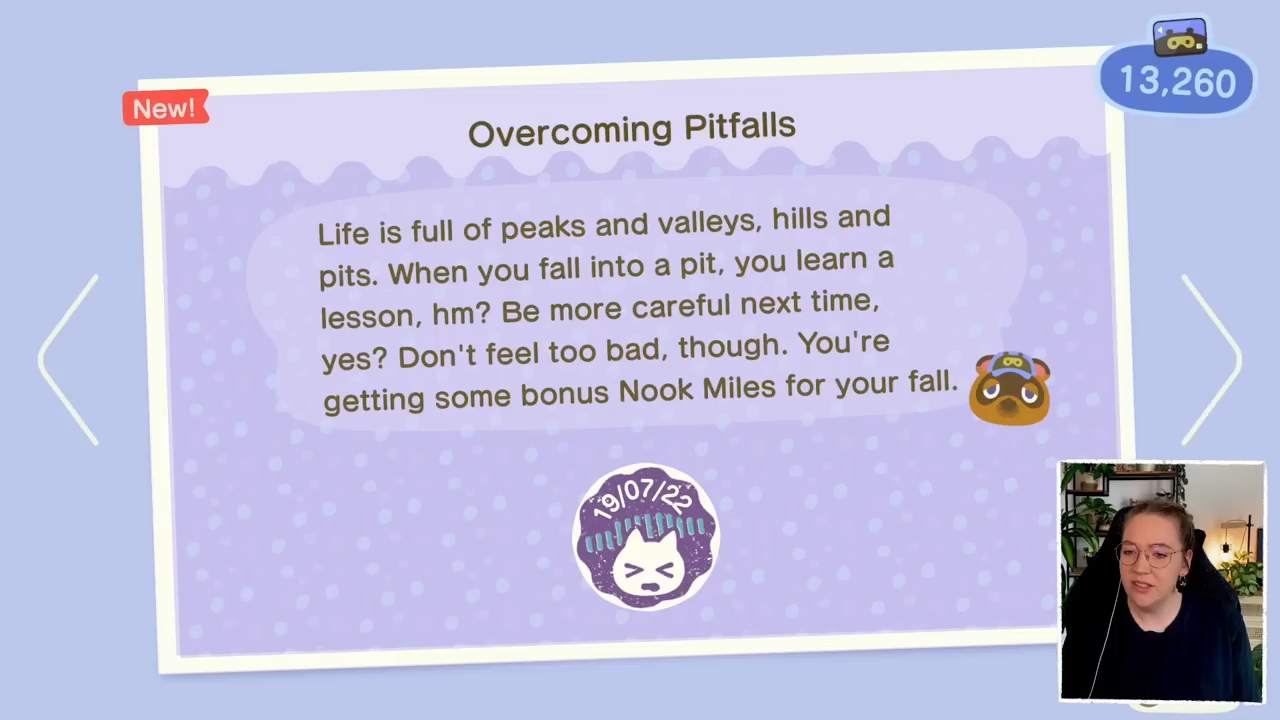 13,260
New!
Overcoming Pitfalls
Life is full of peaks and valleys, hills and
pits. When you fall into a pit, you learn a
lesson, hm? Be more careful next time,
yes? Don't feel too bad, though. You're
getting some bonus Nook Miles for your fall.
19/07/22